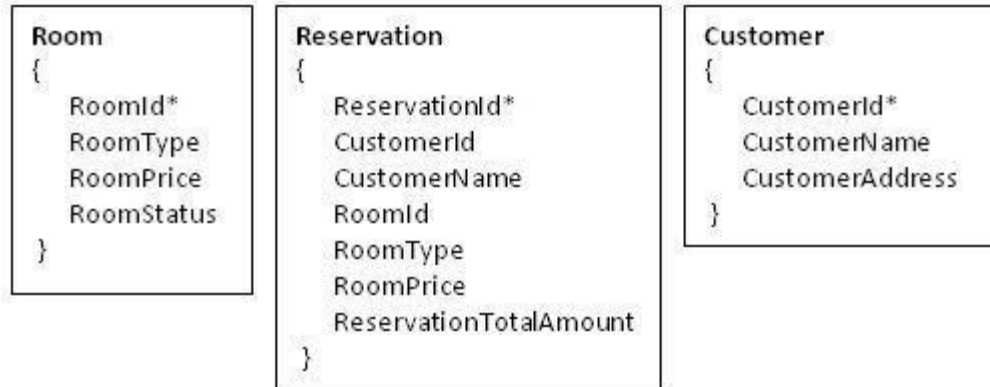 Room
{
RoomId*
RoomType
RoomPrice
RoomStatus
}
Reservation
{
ReservationId*
CustomerId
CustomerName
RoomId
RoomType
RoomPrice
ReservationTotalAmount
}
Customer
{
CustomerId*
CustomerName
CustomerAddress
}